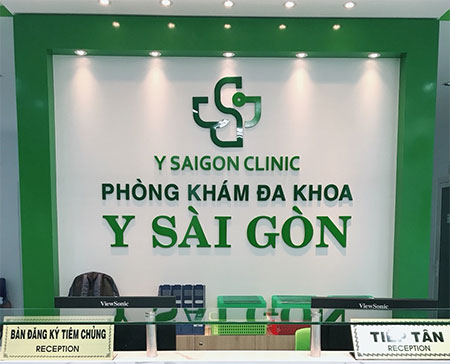 Y SAIGON CLINIC
PHÒNG KHÁM ĐA KHOA
Y SÀI GÒN
ViewSonic
ViewSonic
BÀN ĐĂNG KÝ TIÊM CHỦNG
RECEPTION
TIẾP TÂN
RECEPTION